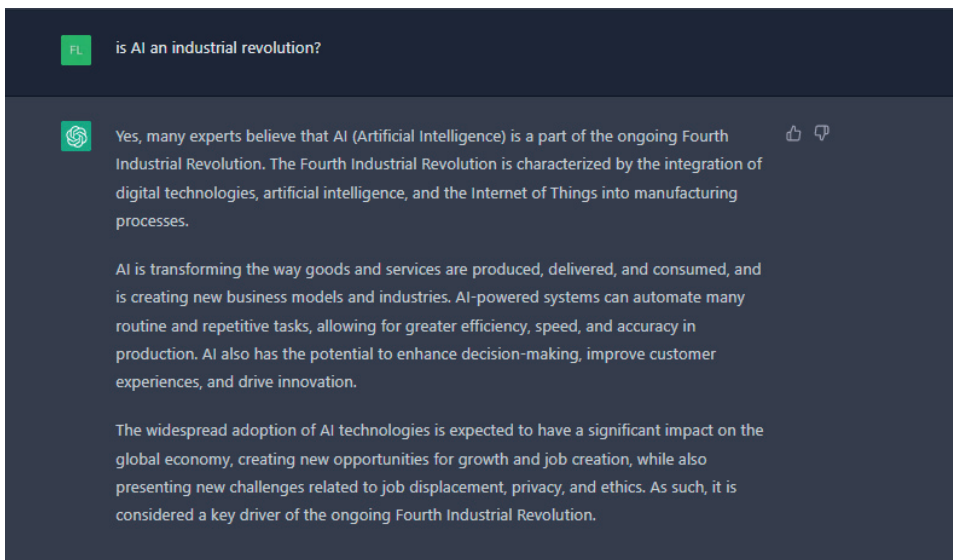 FL
is AI an industrial revolution?
Yes, many experts believe that AI (Artificial Intelligence) is a part of the ongoing Fourth
Industrial Revolution. The Fourth Industrial Revolution is characterized by the integration of
digital technologies, artificial intelligence, and the Internet of Things into manufacturing
processes.
AI is transforming the way goods and services are produced, delivered, and consumed, and
is creating new business models and industries. AI-powered systems can automate many
routine and repetitive tasks, allowing for greater efficiency, speed, and accuracy in
production. AI also has the potential to enhance decision-making, improve customer
experiences, and drive innovation.
The widespread adoption of AI technologies is expected to have a significant impact on the
global economy, creating new opportunities for growth and job creation, while also
presenting new challenges related to job displacement, privacy, and ethics. As such, it is
considered a key driver of the ongoing Fourth Industrial Revolution.